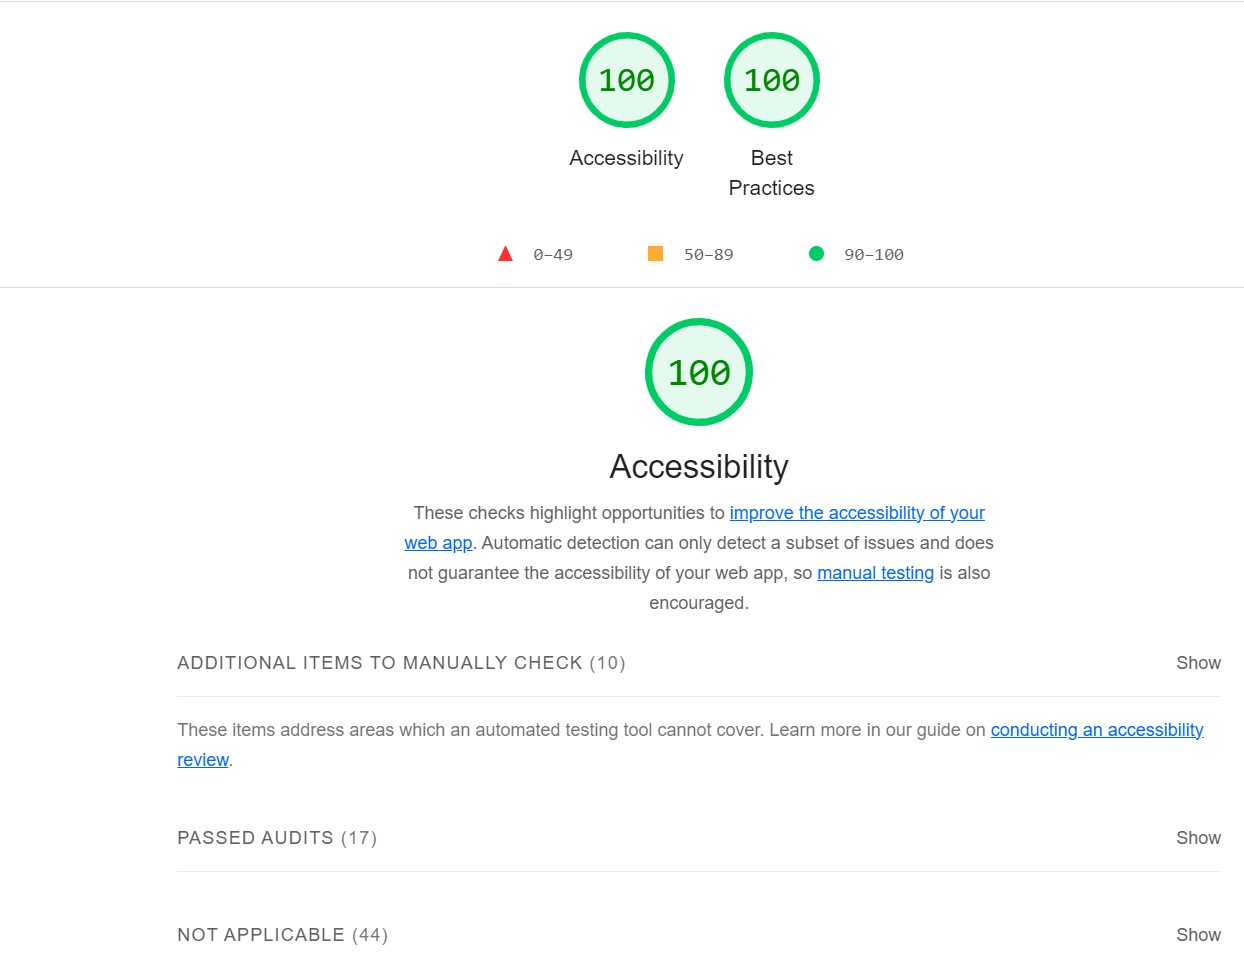 100
100
Accessibility
Best
Practices
0–49
50–89
90–100
100
Accessibility
These checks highlight opportunities to improve the accessibility of your
web app. Automatic detection can only detect a subset of issues and does
not guarantee the accessibility of your web app, so manual testing is also
encouraged.
ADDITIONAL ITEMS TO MANUALLY CHECK (10)
Show
These items address areas which an automated testing tool cannot cover. Learn more in our guide on conducting an accessibility
review.
PASSED AUDITS (17)
Show
NOT APPLICABLE (44)
Show